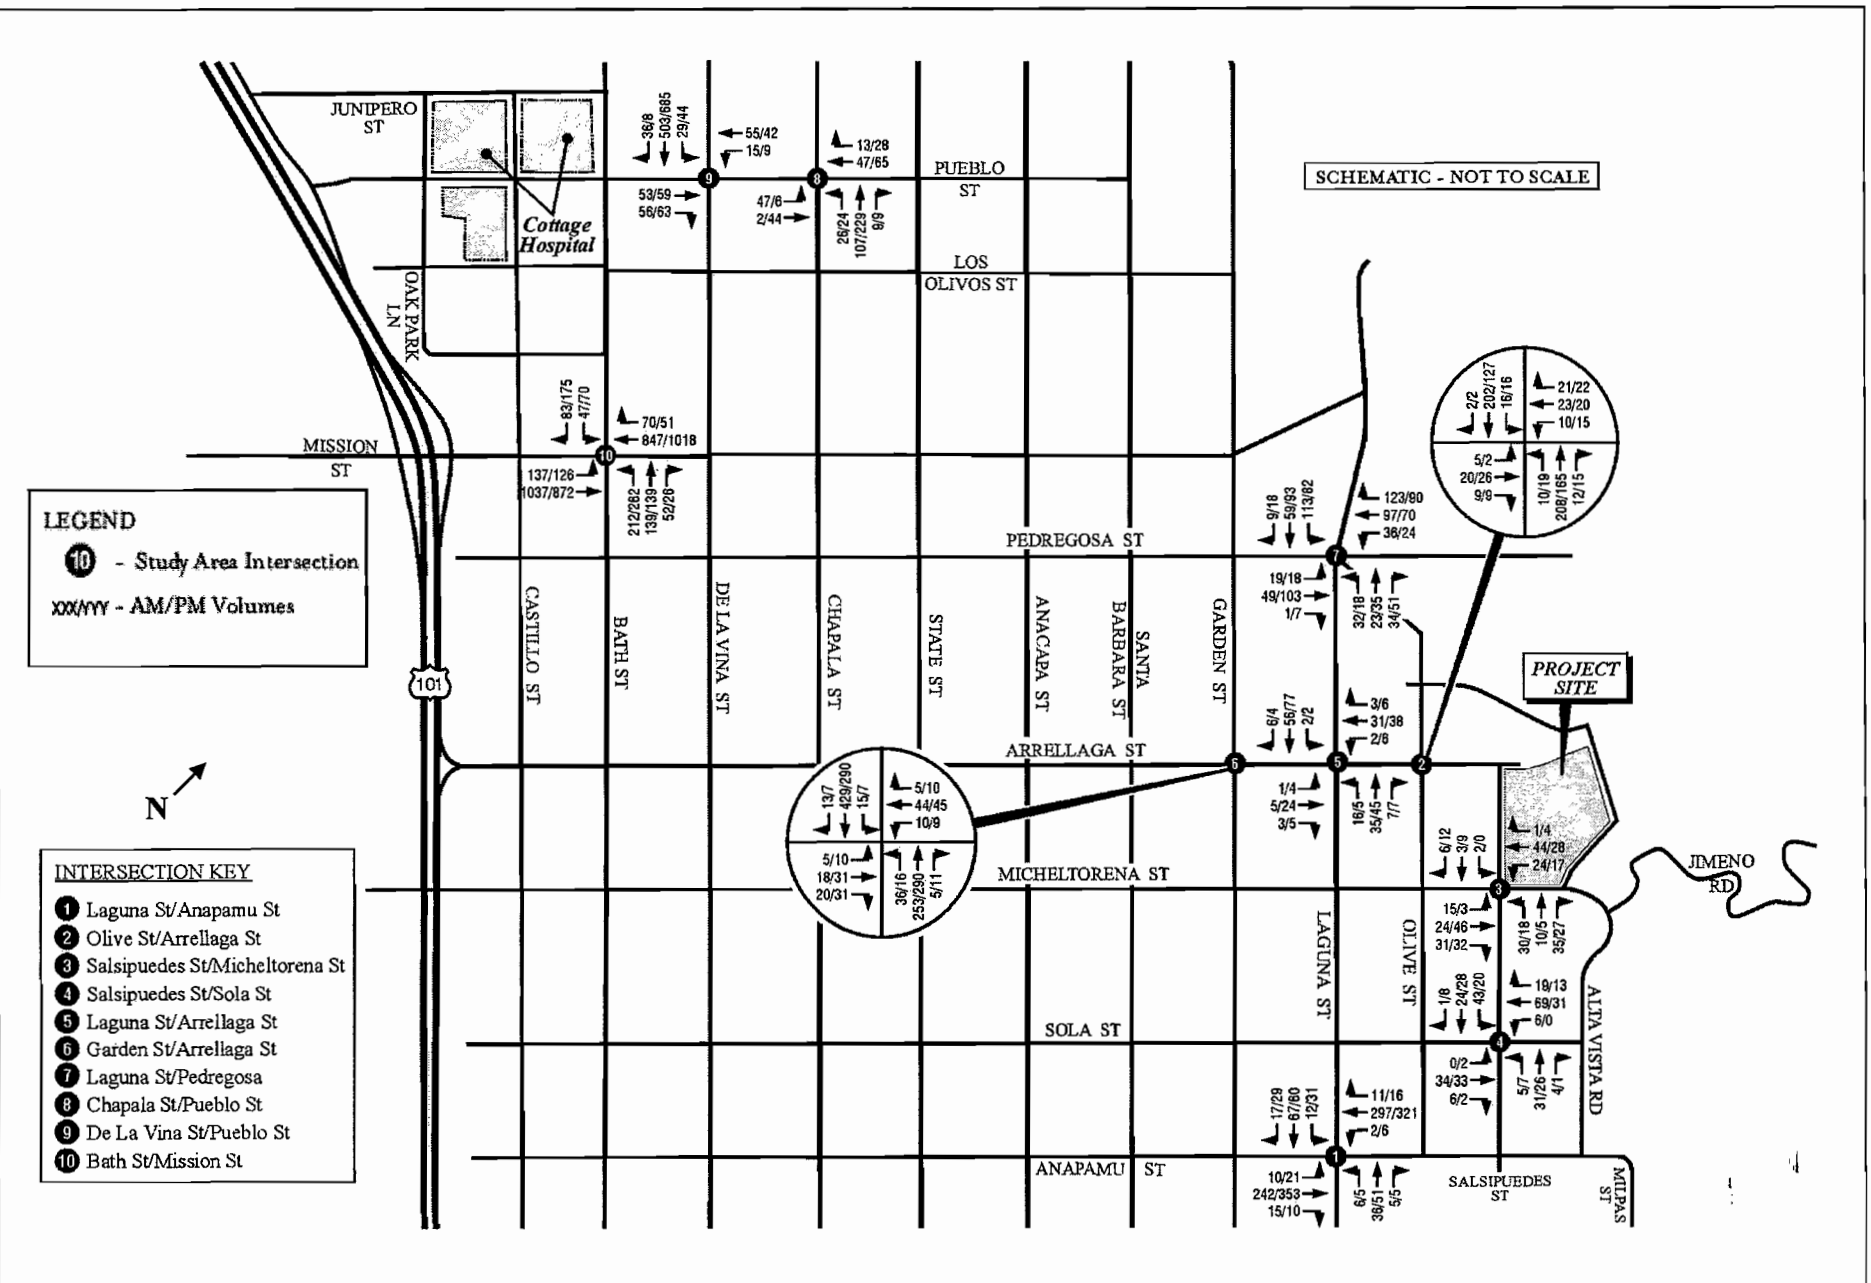 JUNIPERO
ST
Cottage
Hospital
OAK PARK
LN
36/8
503/685
29/44
55/42
15/9
9
53/59
56/63
13/28
47/65
8
47/6
2/44
26/24
107/229
9/9
PUEBLO
ST
LOS
OLIVOS ST
SCHEMATIC - NOT TO SCALE
MISSION
ST
83/175
47/70
70/51
847/1018
10
137/126
1037/872
212/262
139/139
52/26
2/2
202/127
16/16
21/22
23/20
10/15
5/2
20/26
9/9
10/19
208/165
12/15
LEGEND
10 - Study Area Intersection
XXX/YYY - AM/PM Volumes
PEDREGOSA ST
9/18
59/93
113/82
123/90
97/70
36/24
7
19/18
49/103
1/7
32/18
23/35
34/51
101
CASTILLO ST
BATH ST
DE LA VINA ST
CHAPALA ST
STATE ST
ANACAPA ST
SANTA
BARBARA ST
GARDEN ST
PROJECT
SITE
N
ARRELLAGA ST
6
5
2
6/4
56/77
2/2
3/6
31/38
2/6
1/4
5/24
3/5
16/5
35/45
7/7
13/7
429/290
15/7
5/10
44/45
10/9
5/10
18/31
20/31
36/16
253/290
5/11
MICHELTORENA ST
6/12
3/9
2/0
1/4
44/28
24/17
3
15/3
24/46
31/32
30/18
10/5
35/27
JIMENO
RD
LAGUNA ST
OLIVE ST
ALTA VISTA RD
SOLA ST
1/8
24/28
43/20
19/13
69/31
6/0
4
0/2
34/33
6/2
5/7
31/26
4/1
17/29
67/60
12/31
11/16
297/321
2/6
1
10/21
242/353
15/10
6/5
36/51
5/5
ANAPAMU ST
SALSIPUEDES
ST
MILPAS
ST
INTERSECTION KEY
1 Laguna St/Anapamu St
2 Olive St/Arrellaga St
3 Salsipuedes St/Micheltorena St
4 Salsipuedes St/Sola St
5 Laguna St/Arrellaga St
6 Garden St/Arrellaga St
7 Laguna St/Pedregosa
8 Chapala St/Pueblo St
9 De La Vina St/Pueblo St
10 Bath St/Mission St